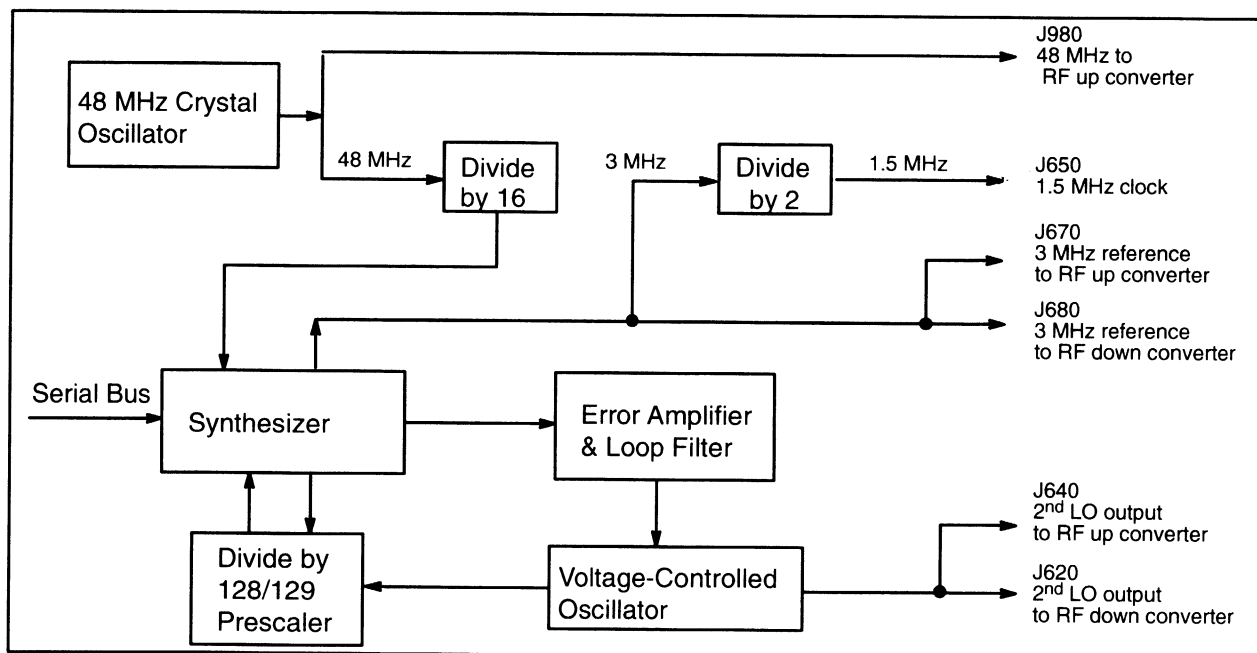 J980
48 MHz to
RF up converter
48 MHz Crystal
Oscillator
48 MHz
Divide
by 16
3 MHz
Divide
by 2
1.5 MHz
J650
1.5 MHz clock
J670
3 MHz reference
to RF up converter
J680
3 MHz reference
to RF down converter
Serial Bus
Synthesizer
Error Amplifier
& Loop Filter
J640
2nd LO output
to RF up converter
Divide by
128/129
Prescaler
Voltage-Controlled
Oscillator
J620
2nd LO output
to RF down converter